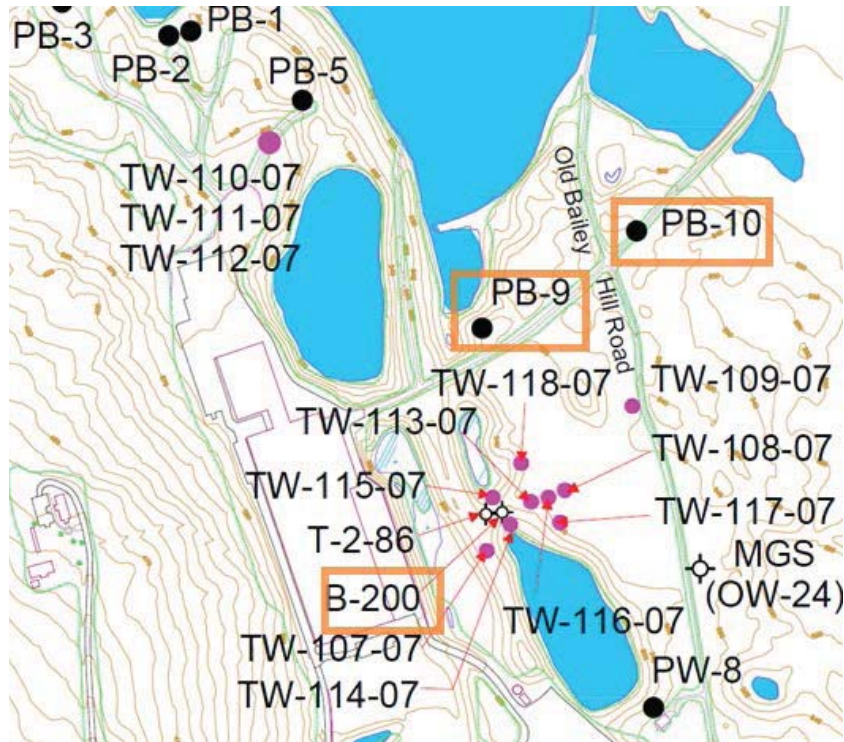 PB-3
PB-1
PB-2
PB-5
TW-110-07
TW-111-07
TW-112-07
Old Bailey
Hill Road
PB-10
PB-9
TW-118-07
TW-109-07
TW-113-07
TW-108-07
TW-115-07
TW-117-07
T-2-86
MGS
(OW-24)
B-200
TW-116-07
TW-107-07
TW-114-07
PW-8